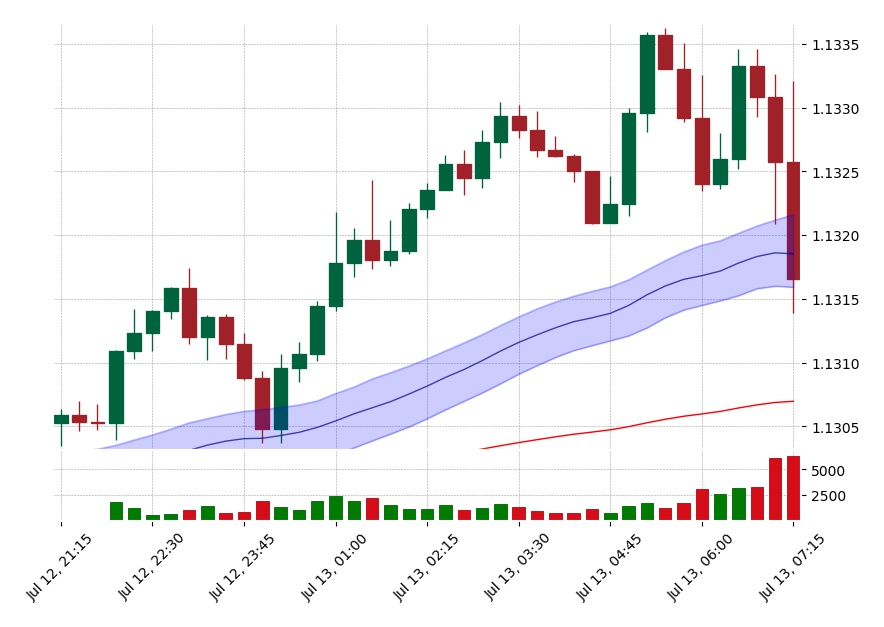 1.1335
1.1330
1.1325
1.1320
1.1315
1.1310
1.1305
5000
2500
Jul 12, 21:15
Jul 12, 22:30
Jul 12, 23:45
Jul 13, 01:00
Jul 13, 02:15
Jul 13, 03:30
Jul 13, 04:45
Jul 13, 06:00
Jul 13, 07:15